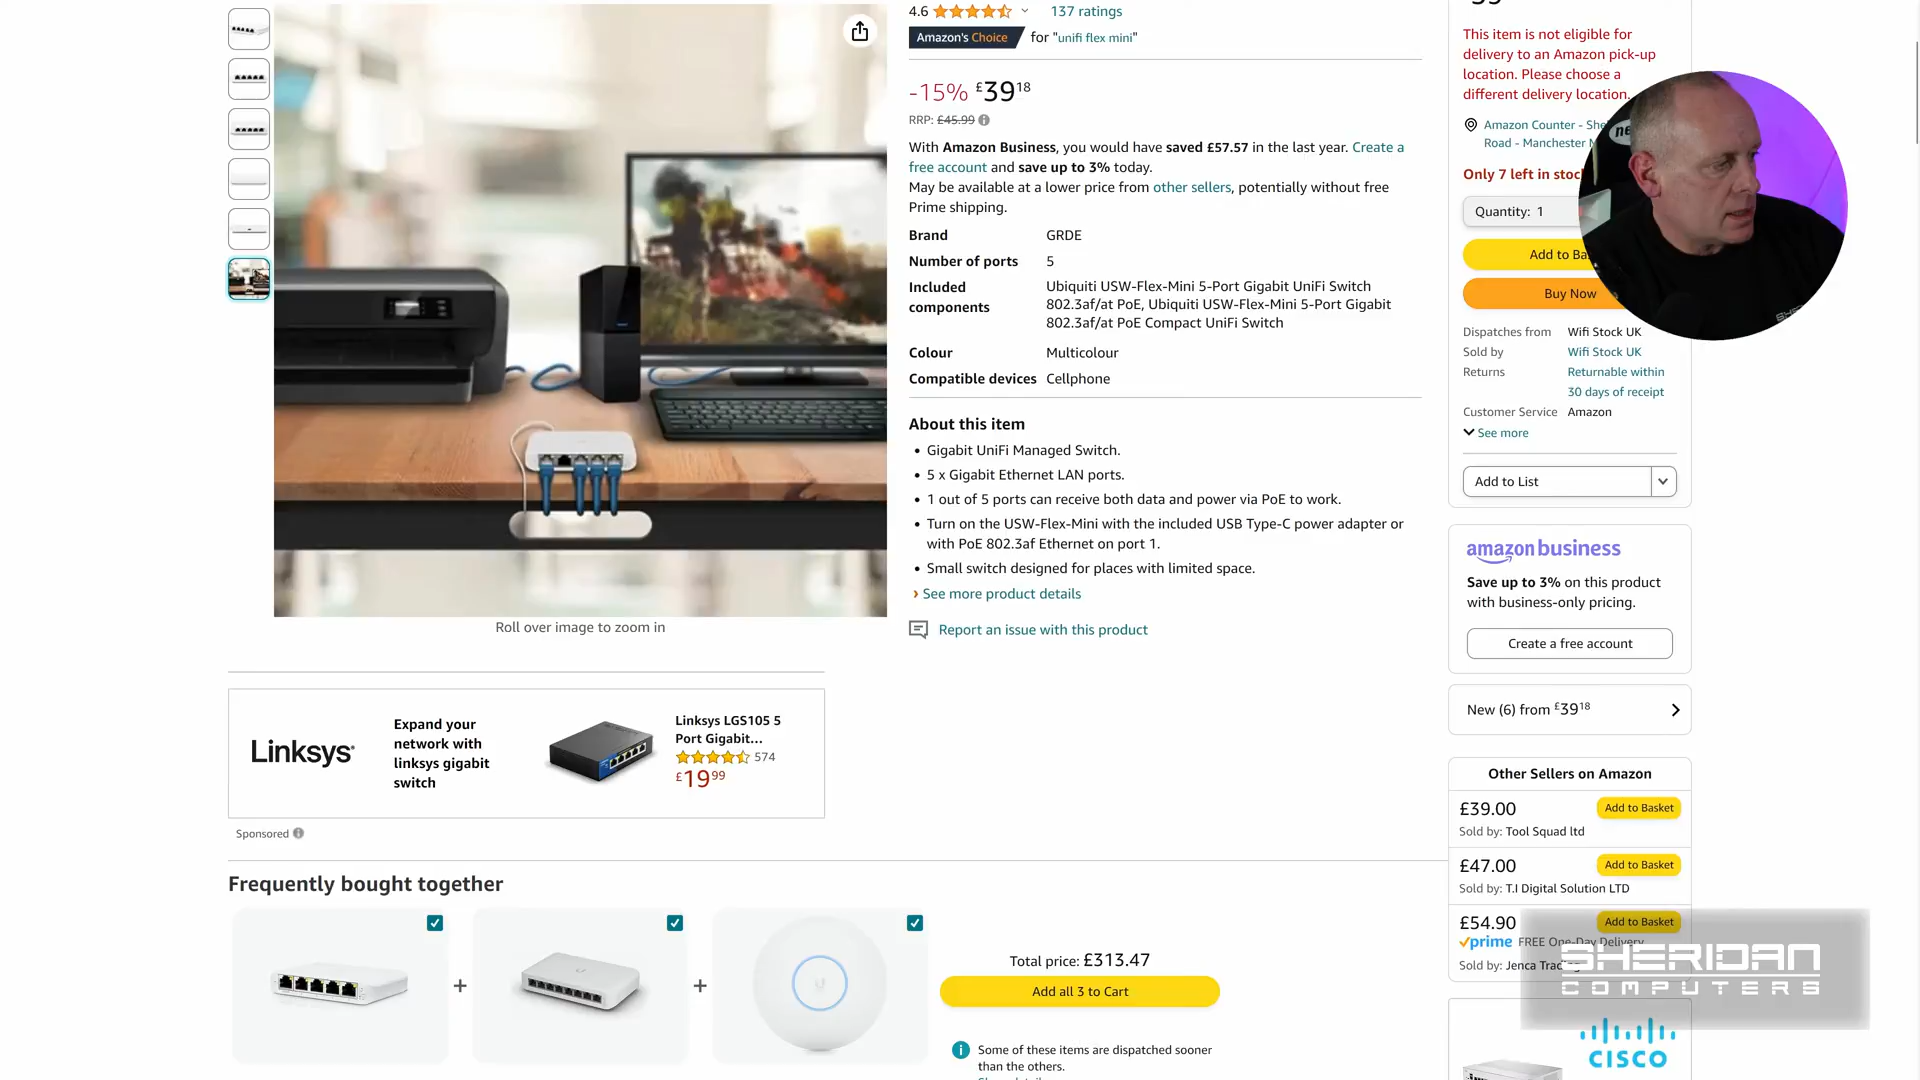 4.6
137 ratings
Amazon's Choice for "unifi flex mini"
-15% £39 18
RRP: £45.99
With Amazon Business, you would have saved £57.57 in the last year. Create a
free account and save up to 3% today.
May be available at a lower price from other sellers, potentially without free
Prime shipping.
Brand GRDE
Number of ports 5
Included components Ubiquiti USW-Flex-Mini 5-Port Gigabit UniFi Switch
802.3af/at PoE, Ubiquiti USW-Flex-Mini 5-Port Gigabit
802.3af/at PoE Compact UniFi Switch
Colour Multicolour
Compatible devices Cellphone
About this item
• Gigabit UniFi Managed Switch.
• 5 x Gigabit Ethernet LAN ports.
• 1 out of 5 ports can receive both data and power via PoE to work.
• Turn on the USW-Flex-Mini with the included USB Type-C power adapter or
with PoE 802.3af Ethernet on port 1.
• Small switch designed for places with limited space.
› See more product details
Report an issue with this product
Roll over image to zoom in
This item is not eligible for
delivery to an Amazon pick-up
location. Please choose a
different delivery location.
Amazon Counter -
Road - Manchester
Only 7 left in
Quantity: 1
Add to
Buy Now
Dispatches from Wifi Stock UK
Sold by Wifi Stock UK
Returns Returnable within
30 days of receipt
Customer Service Amazon
See more
Add to List
amazon business
Save up to 3% on this product
with business-only pricing.
Create a free account
New (6) from £39 18
Other Sellers on Amazon
£39.00 Add to Basket
Sold by: Tool Squad ltd
£47.00 Add to Basket
Sold by: T.I Digital Solution LTD
£54.90 Add to Basket
prime FREE One-Day Delivery
Sold by: Jenca
SHERIDAN
COMPUTERS
CISCO
Linksys
Expand your
network with
linksys gigabit
switch
Linksys LGS105 5
Port Gigabit...
574
£19 99
Sponsored
Frequently bought together
+
+
Total price: £313.47
Add all 3 to Cart
Some of these items are dispatched sooner
than the others.